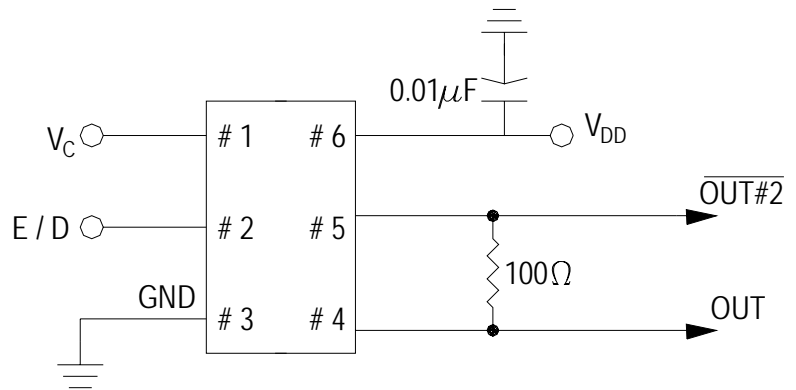 0.01μF
V_C
# 1
# 6
V_DD
E / D
# 2
# 5
OUT#2
100Ω
GND
# 3
# 4
OUT